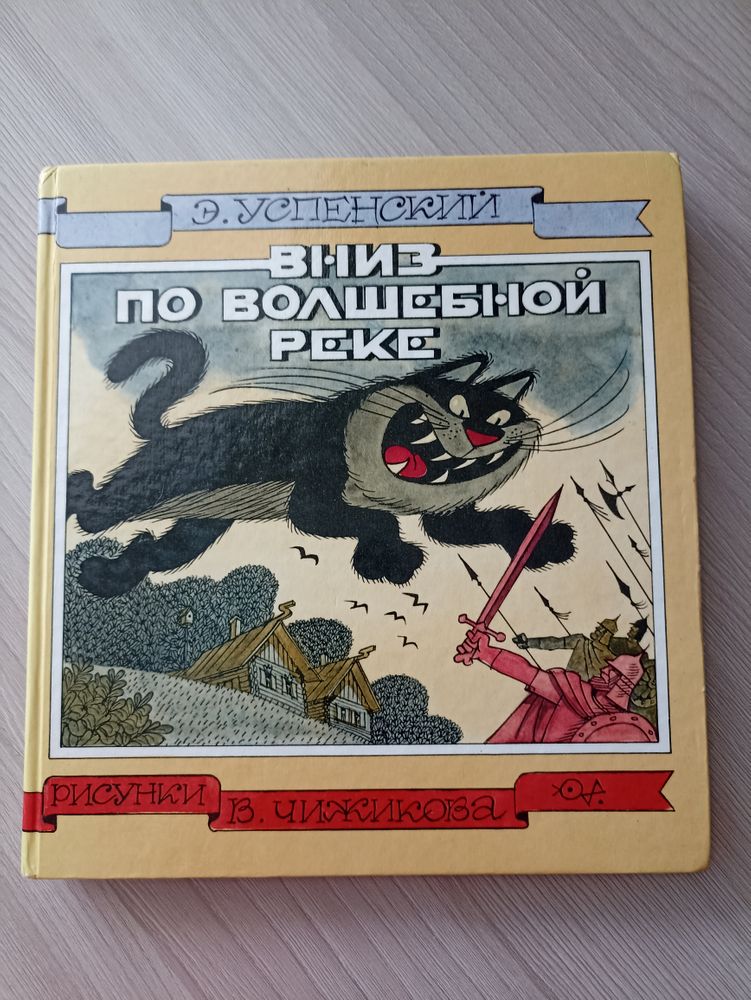 Э. УСПЕНСКИЙ
ВНИЗ
ПО ВОЛШЕБНОЙ
РЕКЕ
РИСУНКИ
В. ЧИЖИКОВА